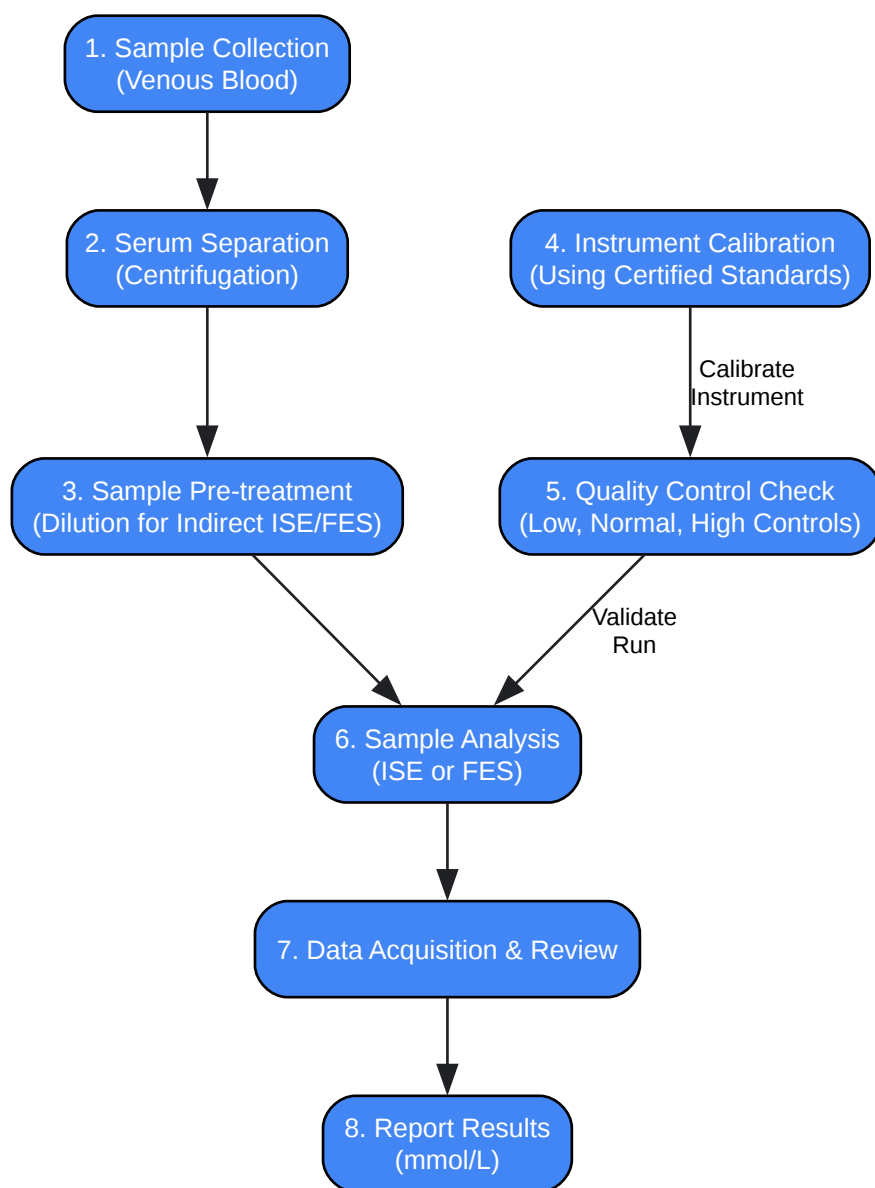 1. Sample Collection
(Venous Blood)
2. Serum Separation
(Centrifugation)
4. Instrument Calibration
(Using Certified Standards)
Calibrate
Instrument
3. Sample Pre-treatment
(Dilution for Indirect ISE/FES)
5. Quality Control Check
(Low, Normal, High Controls)
Validate
Run
6. Sample Analysis
(ISE or FES)
7. Data Acquisition & Review
8. Report Results
(mmol/L)